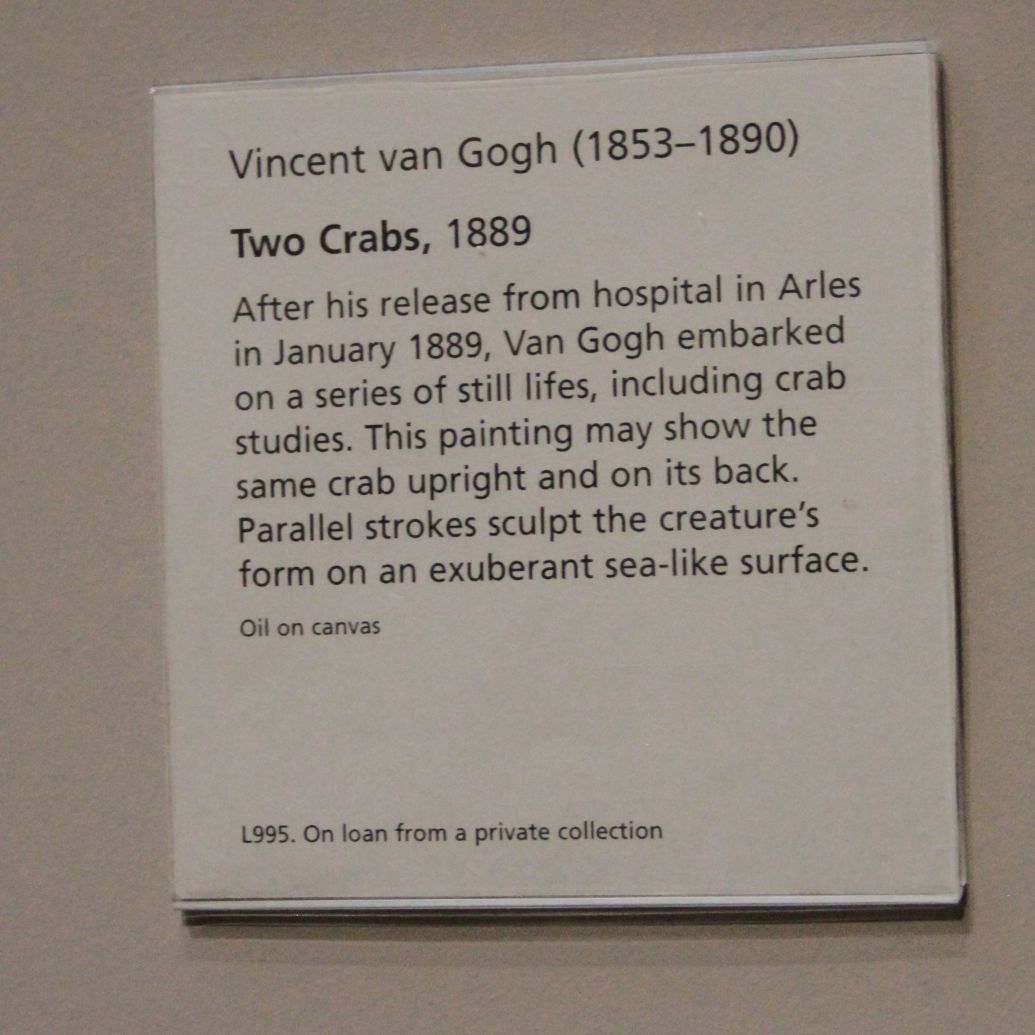 Vincent van Gogh (1853–1890)
Two Crabs, 1889
After his release from hospital in Arles
in January 1889, Van Gogh embarked
on a series of still lifes, including crab
studies. This painting may show the
same crab upright and on its back.
Parallel strokes sculpt the creature’s
form on an exuberant sea-like surface.
Oil on canvas
L995. On loan from a private collection